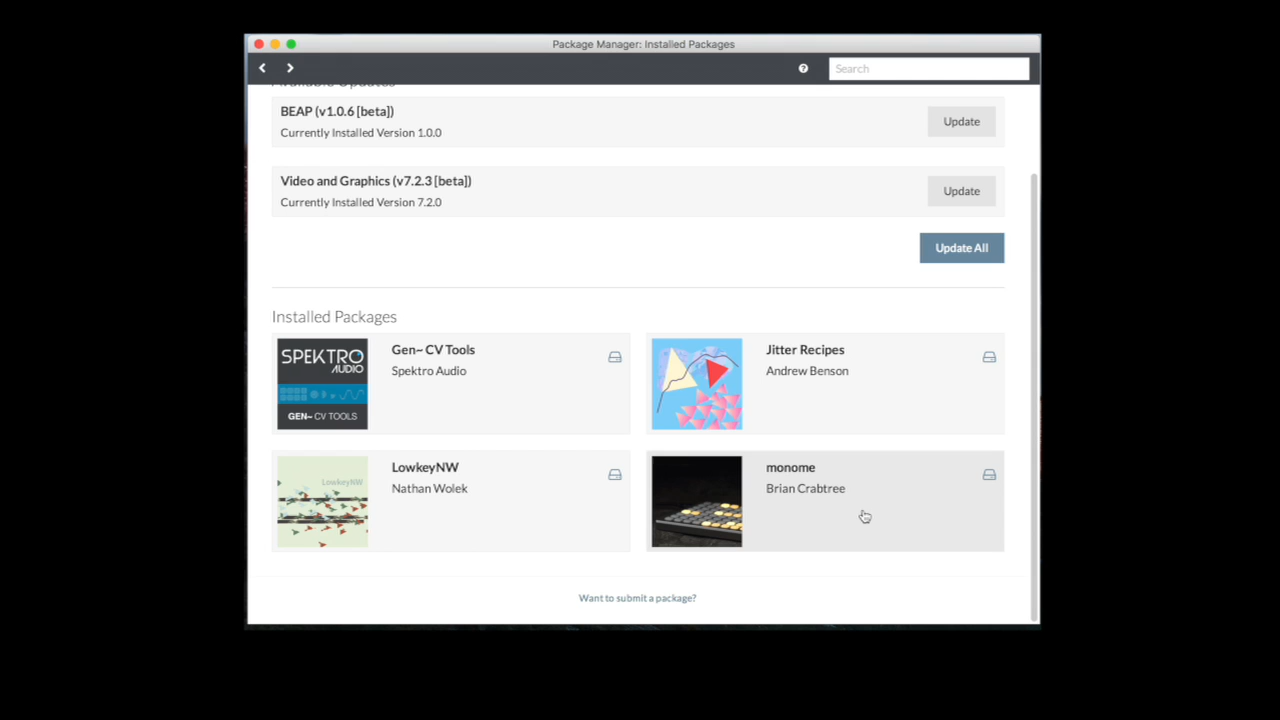 Package Manager: Installed Packages
Search
Available Updates
BEAP (v1.0.6 [beta])
Currently Installed Version 1.0.0
Update
Video and Graphics (v7.2.3 [beta])
Currently Installed Version 7.2.0
Update
Update All
Installed Packages
SPEKTRO
AUDIO
GEN~ CV TOOLS
Gen~ CV Tools
Spektro Audio
Jitter Recipes
Andrew Benson
LowkeyNW
LowkeyNW
Nathan Wolek
monome
Brian Crabtree
Want to submit a package?